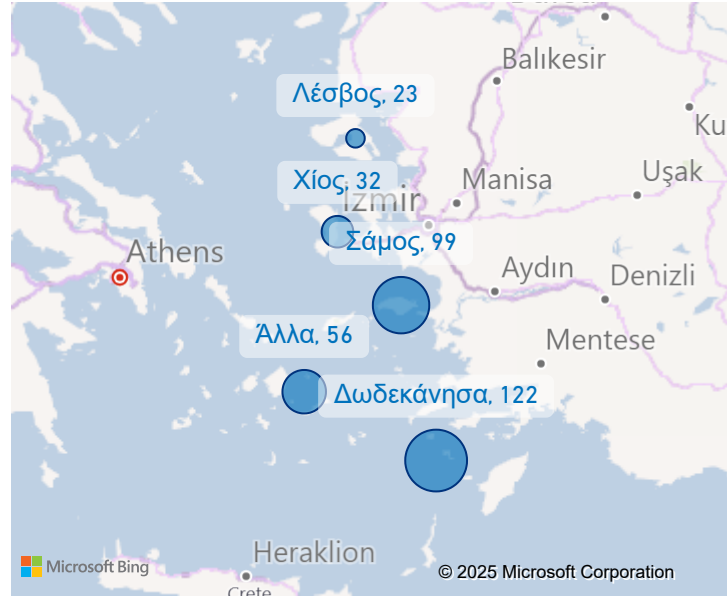 Balıkesir
Λέσβος, 23
Ku
Χίος, 32
Uşak
Manisa
İzmir
Σάμος, 99
Athens
Aydın
Denizli
Άλλα, 56
Mentese
Δωδεκάνησα, 122
Heraklion
Microsoft Bing
© 2025 Microsoft Corporation
Crete